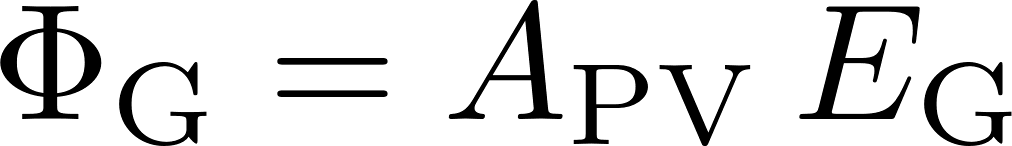 Φ_G = A_PV E_G